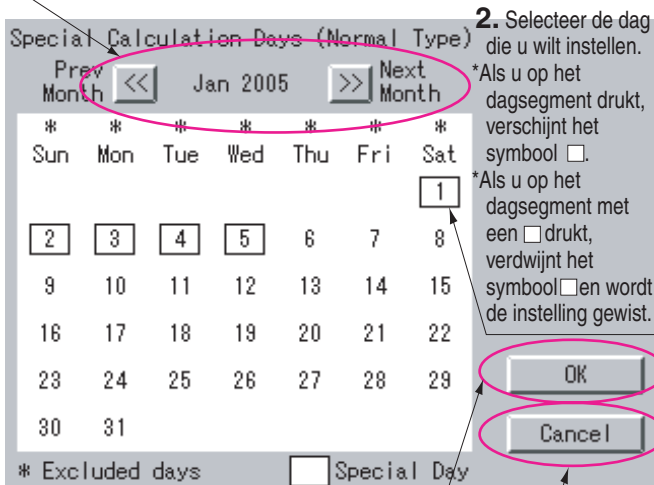 Special Calculation Days (Normal Type)
Prev Month << Jan 2005 >> Next Month
* * * * * * *
Sun Mon Tue Wed Thu Fri Sat
1
2 3 4 5 6 7 8
9 10 11 12 13 14 15
16 17 18 19 20 21 22
23 24 25 26 27 28 29
30 31
* Excluded days Special Day
2. Selecteer de dag
die u wilt instellen.
*Als u op het
dagsegment drukt,
verschijnt het
symbool □.
*Als u op het
dagsegment met
een □ drukt,
verdwijnt het
symbool □ en wordt
de instelling gewist.
OK
Cancel